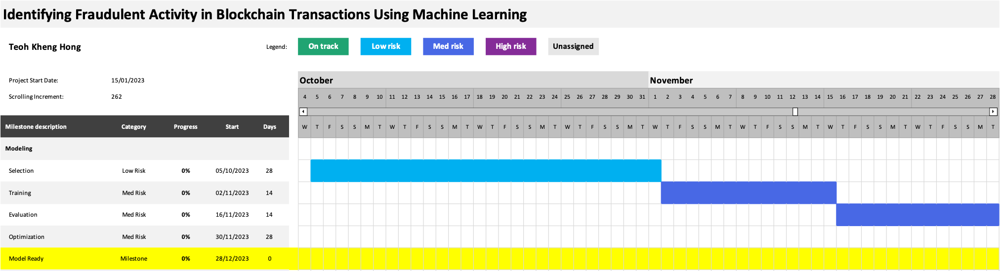 Identifying Fraudulent Activity in Blockchain Transactions Using Machine Learning
Teoh Kheng Hong
Legend: On track Low risk Med risk High risk Unassigned
Project Start Date: 15/01/2023
October November
Scrolling Increment: 262
4 5 6 7 8 9 10 11 12 13 14 15 16 17 18 19 20 21 22 23 24 25 26 27 28 29 30 31 1 2 3 4 5 6 7 8 9 10 11 12 13 14 15 16 17 18 19 20 21 22 23 24 25 26 27 28
Milestone description Category Progress Start Days
W T F S S M T W T F S S M T W T F S S M T W T F S S M T W T F S S M T W T F S S M T W T F S S M T W T F S S M T
Modeling
Selection Low Risk 0% 05/10/2023 28
Training Med Risk 0% 02/11/2023 14
Evaluation Med Risk 0% 16/11/2023 14
Optimization Med Risk 0% 30/11/2023 28
Model Ready Milestone 0% 28/12/2023 0